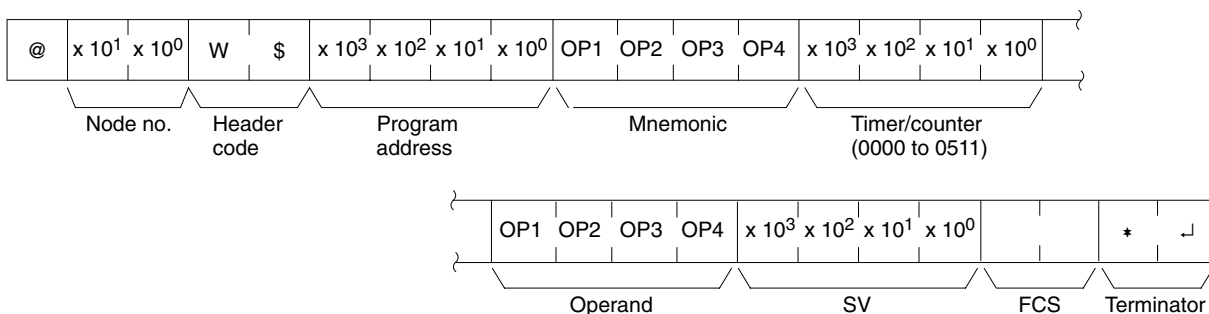 @ x 10¹ x 10⁰ W $ x 10³ x 10² x 10¹ x 10⁰ OP1 OP2 OP3 OP4 x 10³ x 10² x 10¹ x 10⁰
Node no. Header code Program address Mnemonic Timer/counter (0000 to 0511)
OP1 OP2 OP3 OP4 x 10³ x 10² x 10¹ x 10⁰ * ↵
Operand SV FCS Terminator